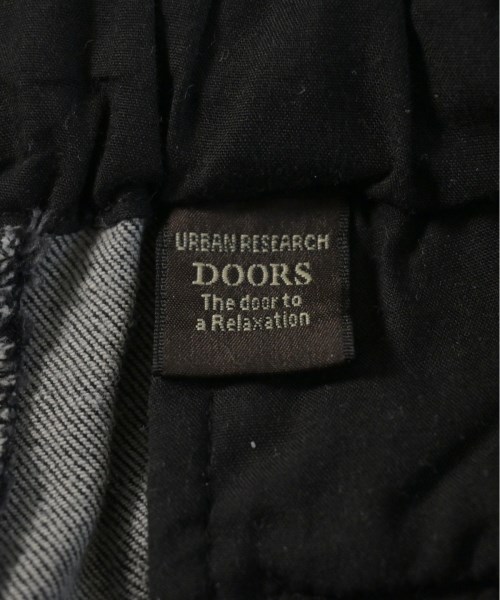 URBAN RESEARCH
DOORS
The door to
a Relaxation